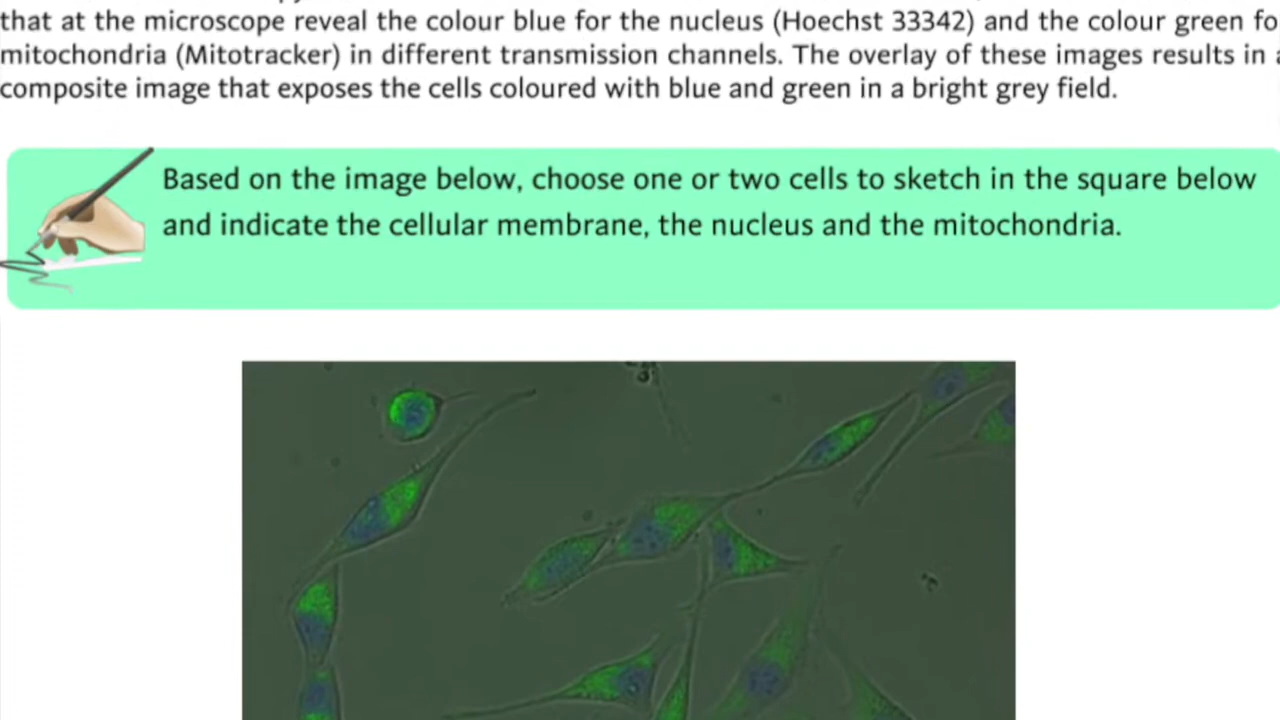 that at the microscope reveal the colour blue for the nucleus (Hoechst 33342) and the colour green fo
mitochondria (Mitotracker) in different transmission channels. The overlay of these images results in
composite image that exposes the cells coloured with blue and green in a bright grey field.
Based on the image below, choose one or two cells to sketch in the square below
and indicate the cellular membrane, the nucleus and the mitochondria.